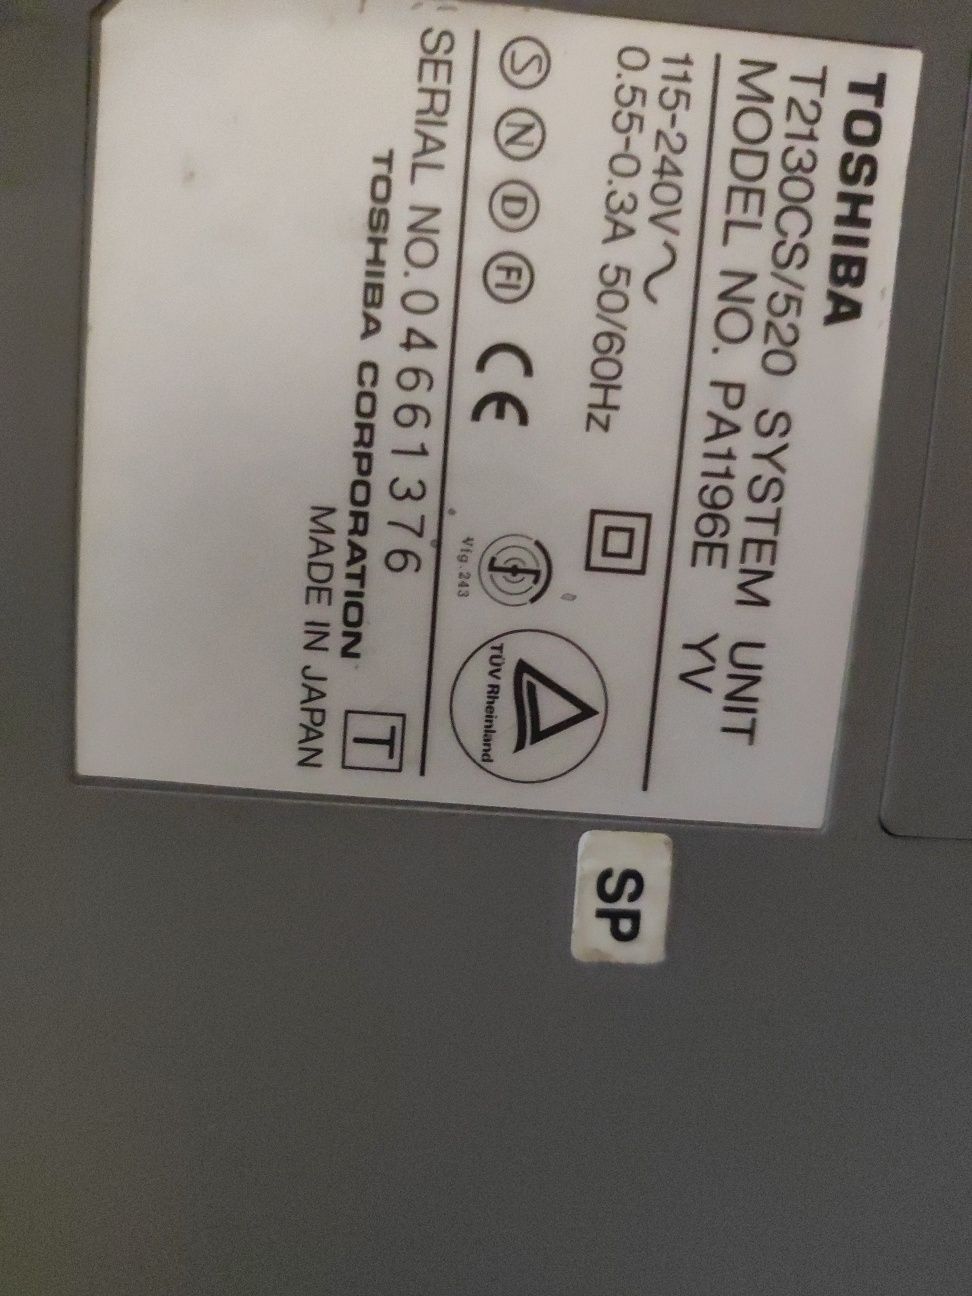 TOSHIBA
T2130CS/520 SYSTEM UNIT
MODEL NO. PA1196E YV
115-240V
0.55-0.3A 50/60Hz
S N D FI CE
Vfg.243
TÜV Rheinland
SERIAL NO.04661376
TOSHIBA CORPORATION T
MADE IN JAPAN
SP